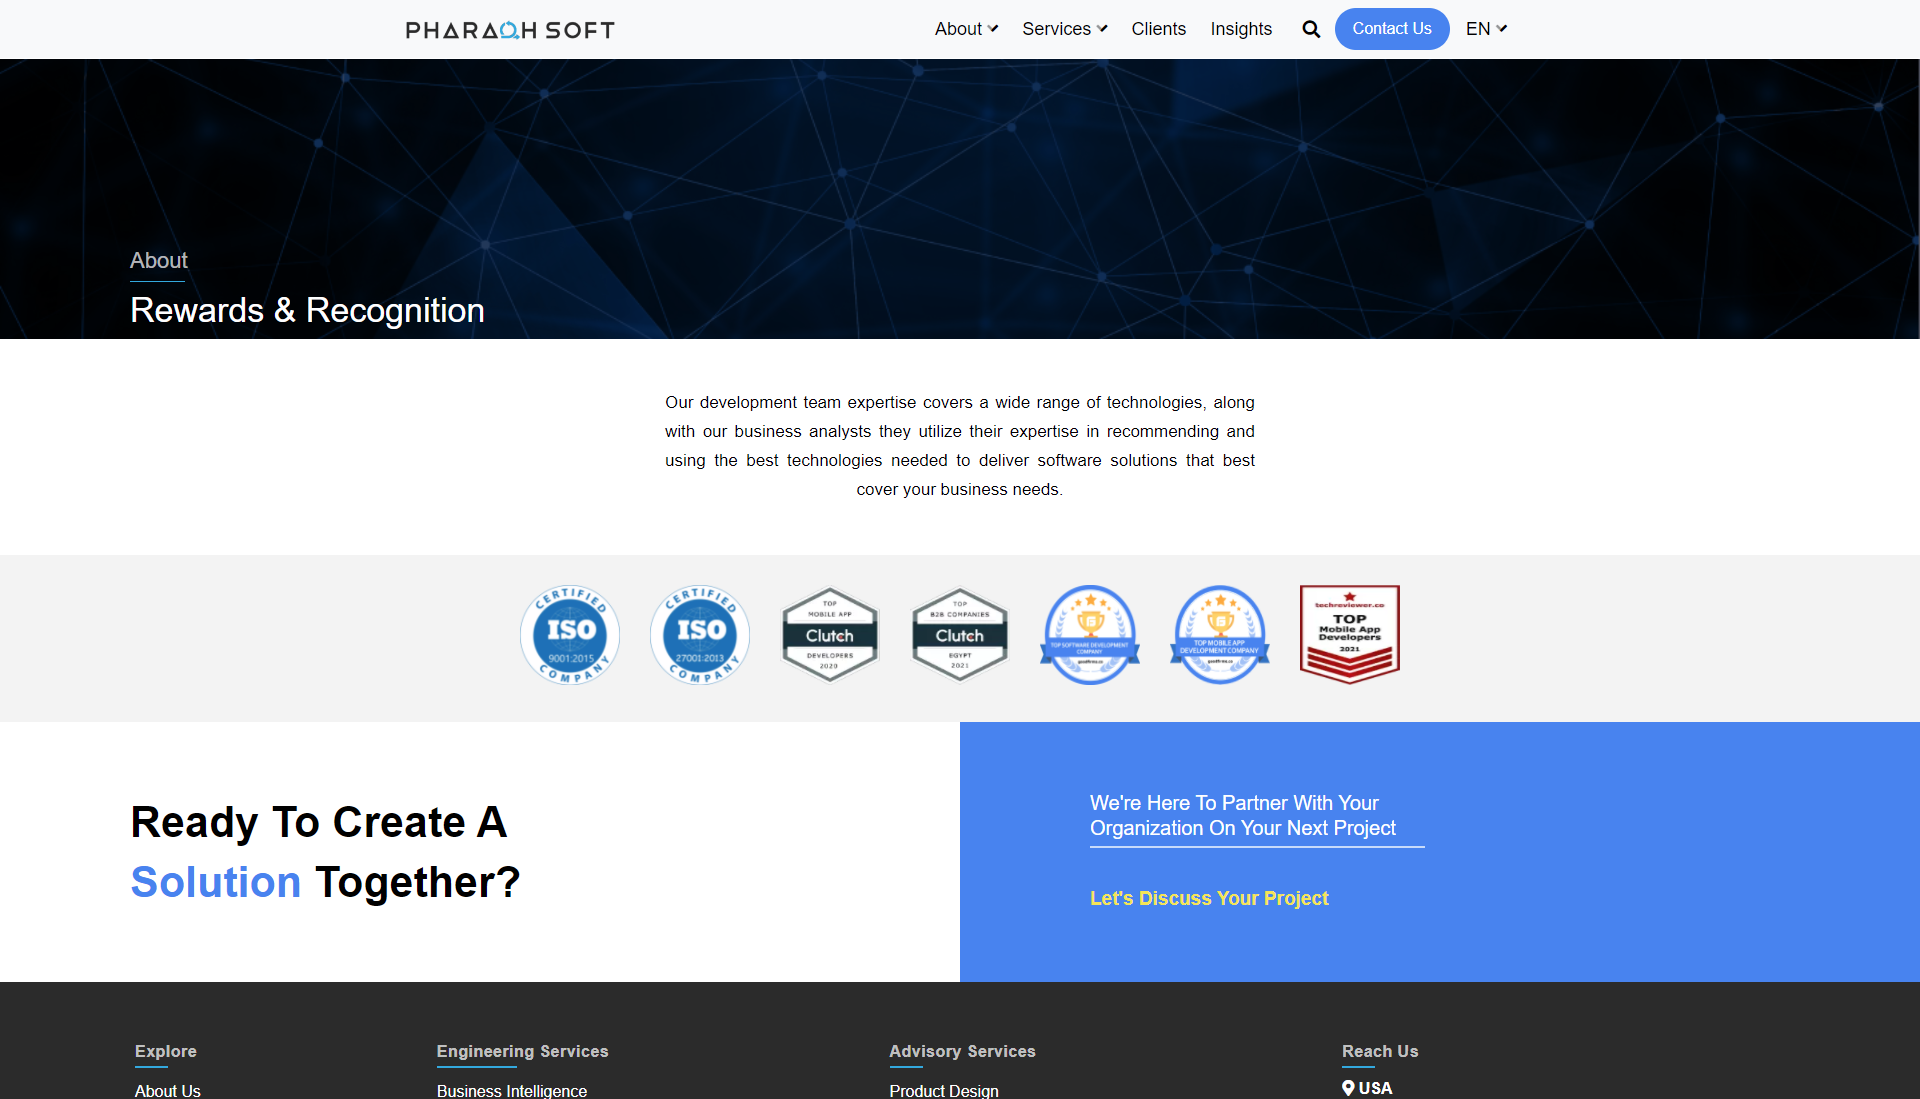 PHARAOH SOFT
About
Services
Clients
Insights
Contact Us
EN
About
Rewards & Recognition
Our development team expertise covers a wide range of technologies, along
with our business analysts they utilize their expertise in recommending and
using the best technologies needed to deliver software solutions that best
cover your business needs.
CERTIFIED
ISO
9001:2015
COMPANY
CERTIFIED
ISO
27001:2013
COMPANY
TOP
MOBILE APP
Clutch
DEVELOPERS
2020
TOP
B2B COMPANIES
Clutch
EGYPT
2021
TOP SOFTWARE DEVELOPMENT
COMPANY
goodfirms.co
TOP MOBILE APP
DEVELOPMENT COMPANY
goodfirms.co
techreviewer.co
TOP
Mobile App
Developers
2021
Ready To Create A
Solution Together?
We're Here To Partner With Your
Organization On Your Next Project
Let's Discuss Your Project
Explore
About Us
Engineering Services
Business Intelligence
Advisory Services
Product Design
Reach Us
USA